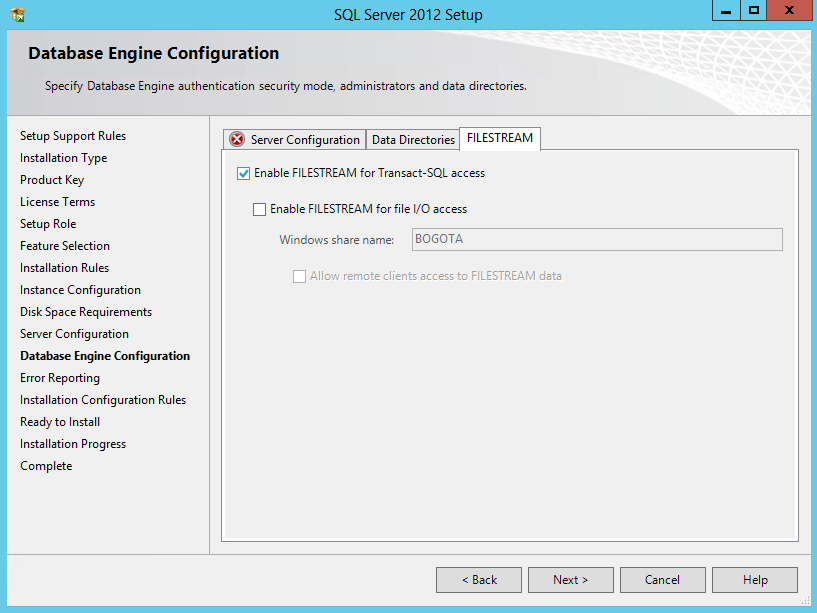 SQL Server 2012 Setup
Database Engine Configuration
Specify Database Engine authentication security mode, administrators and data directories.
Setup Support Rules
Installation Type
Product Key
License Terms
Setup Role
Feature Selection
Installation Rules
Instance Configuration
Disk Space Requirements
Server Configuration
Database Engine Configuration
Error Reporting
Installation Configuration Rules
Ready to Install
Installation Progress
Complete
Server Configuration Data Directories FILESTREAM
Enable FILESTREAM for Transact-SQL access
Enable FILESTREAM for file I/O access
Windows share name: BOGOTA
Allow remote clients access to FILESTREAM data
< Back Next > Cancel Help